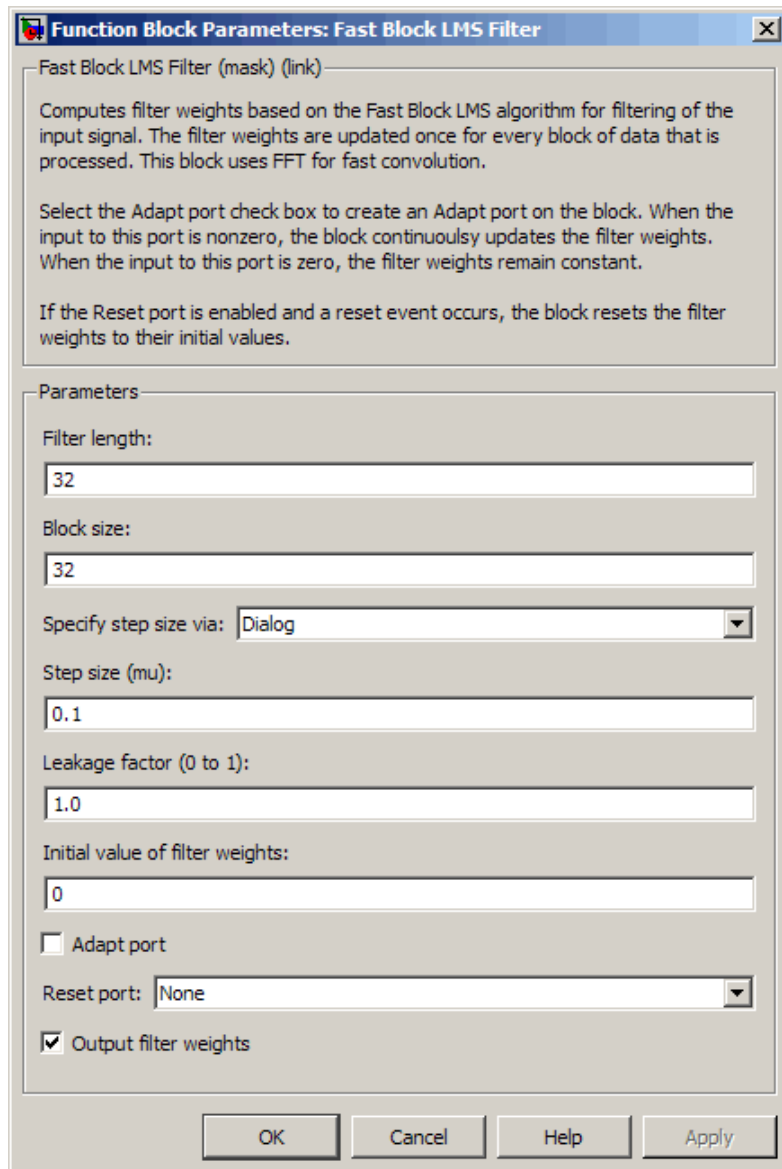 Function Block Parameters: Fast Block LMS Filter
Fast Block LMS Filter (mask) (link)
Computes filter weights based on the Fast Block LMS algorithm for filtering of the
input signal. The filter weights are updated once for every block of data that is
processed. This block uses FFT for fast convolution.
Select the Adapt port check box to create an Adapt port on the block. When the
input to this port is nonzero, the block continuoulsy updates the filter weights.
When the input to this port is zero, the filter weights remain constant.
If the Reset port is enabled and a reset event occurs, the block resets the filter
weights to their initial values.
Parameters
Filter length:
32
Block size:
32
Specify step size via: Dialog
Step size (mu):
0.1
Leakage factor (0 to 1):
1.0
Initial value of filter weights:
0
Adapt port
Reset port: None
Output filter weights
OK Cancel Help Apply